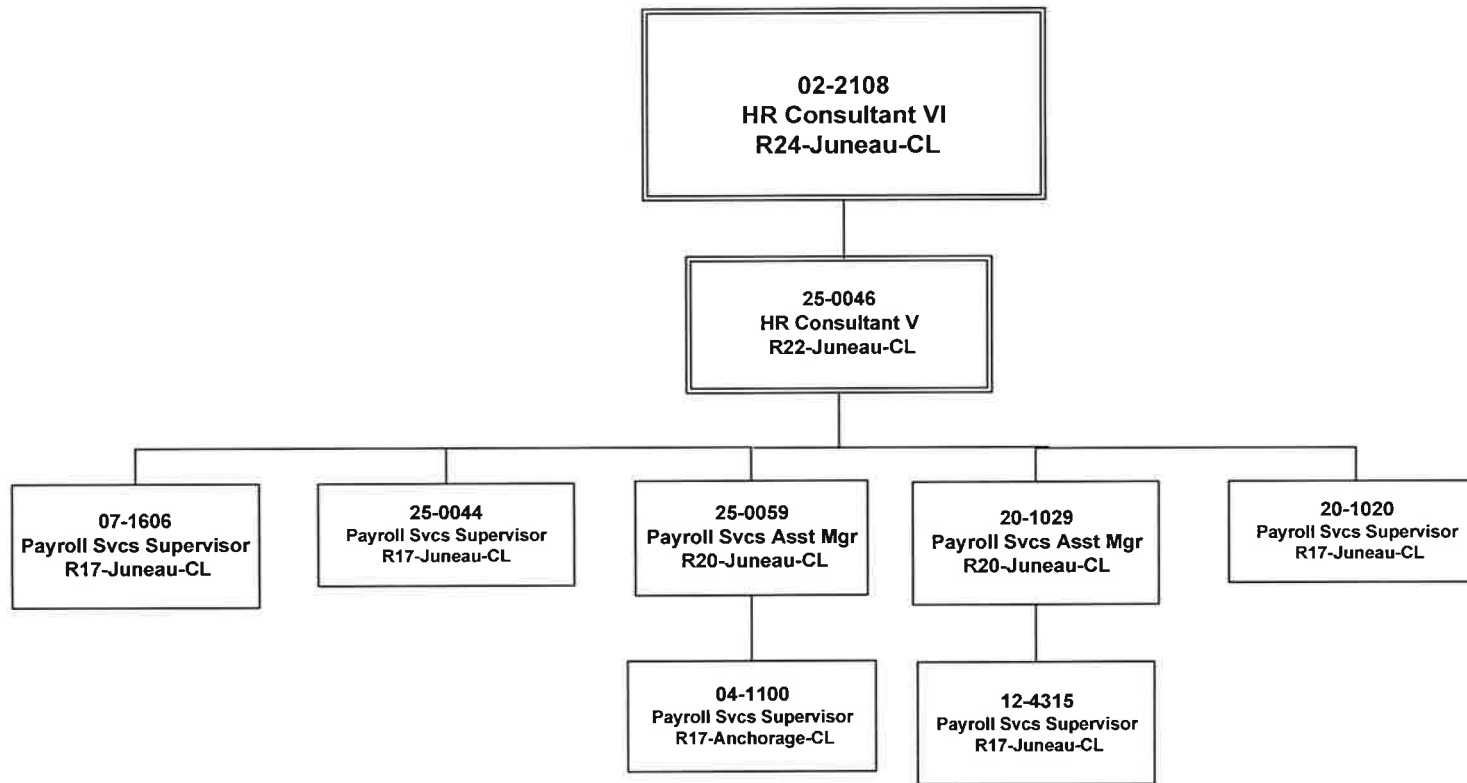 02-2108
HR Consultant VI
R24-Juneau-CL
25-0046
HR Consultant V
R22-Juneau-CL
07-1606
Payroll Svcs Supervisor
R17-Juneau-CL
25-0044
Payroll Svcs Supervisor
R17-Juneau-CL
25-0059
Payroll Svcs Asst Mgr
R20-Juneau-CL
20-1029
Payroll Svcs Asst Mgr
R20-Juneau-CL
20-1020
Payroll Svcs Supervisor
R17-Juneau-CL
04-1100
Payroll Svcs Supervisor
R17-Anchorage-CL
12-4315
Payroll Svcs Supervisor
R17-Juneau-CL